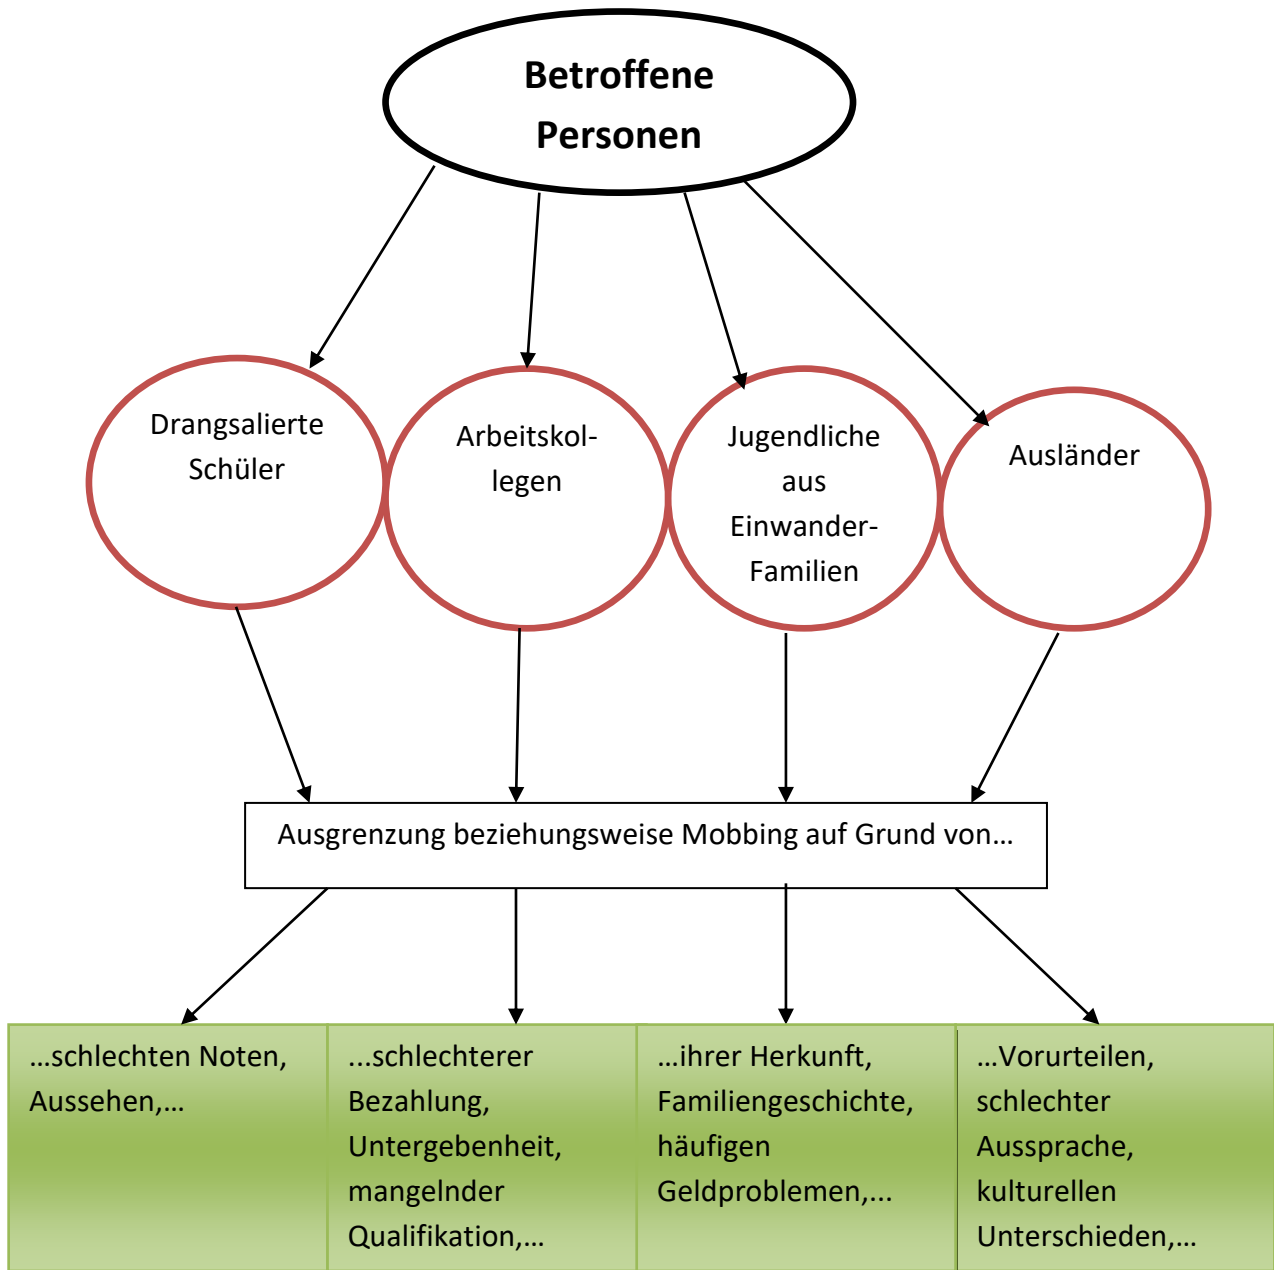 Betroffene
Personen
Drangsalierte
Schüler
Arbeitskol-
legen
Jugendliche
aus
Einwander-
Familien
Ausländer
Ausgrenzung beziehungsweise Mobbing auf Grund von…
…schlechten Noten,
Aussehen,…
...schlechterer
Bezahlung,
Untergebenheit,
mangelnder
Qualifikation,…
…ihrer Herkunft,
Familiengeschichte,
häufigen
Geldproblemen,...
…Vorurteilen,
schlechter
Aussprache,
kulturellen
Unterschieden,…